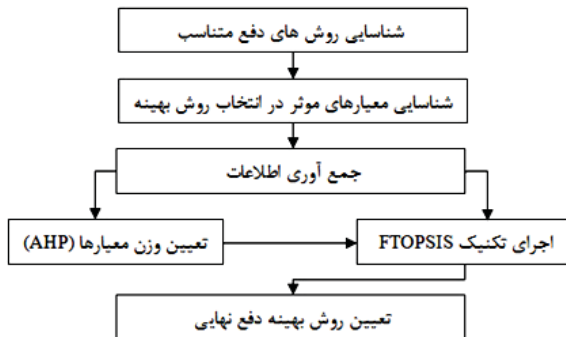 شناسایی روش های دفع متناسب
شناسایی معیارهای موثر در انتخاب روش بهینه
جمع آوری اطلاعات
اجرای تکنیک FTOPSIS
تعیین وزن معیارها (AHP)
تعیین روش بهینه دفع نهایی